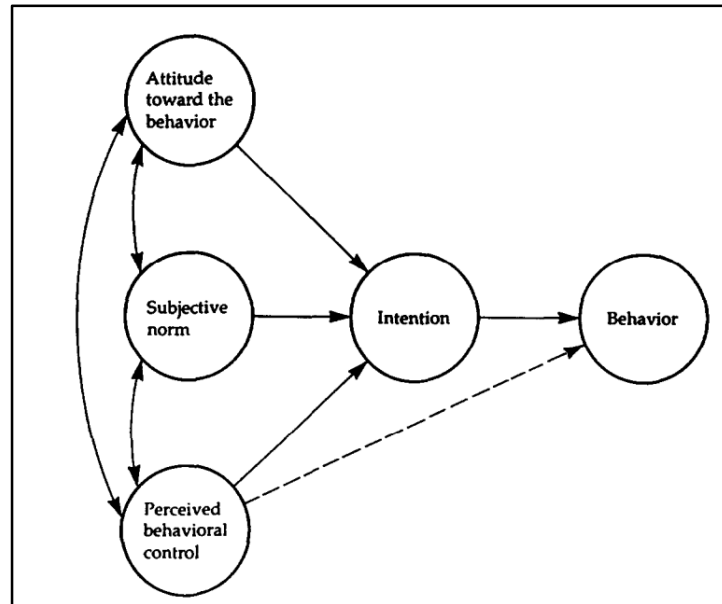 Attitude
toward the
behavior
Subjective
norm
Intention
Behavior
Perceived
behavioral
control